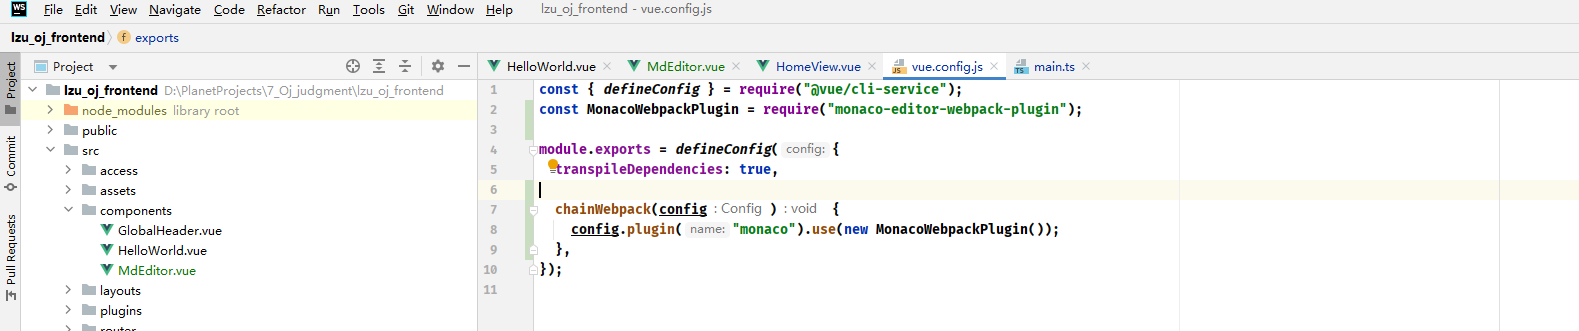 WS File Edit View Navigate Code Refactor Run Tools Git Window Help lzu_oj_frontend - vue.config.js
lzu_oj_frontend f exports
Project
HelloWorld.vue MdEditor.vue HomeView.vue vue.config.js main.ts
Project
Commit
Pull Requests
lzu_oj_frontend D:\PlanetProjects\7_Oj_judgment\lzu_oj_frontend
node_modules library root
public
src
access
assets
components
GlobalHeader.vue
HelloWorld.vue
MdEditor.vue
layouts
plugins
router
1 const { defineConfig } = require("@vue/cli-service");
2 const MonacoWebpackPlugin = require("monaco-editor-webpack-plugin");
3
4 module.exports = defineConfig( config: {
5 transpileDependencies: true,
6
7 chainWebpack(config : Config ) : void {
8 config.plugin( name: "monaco").use(new MonacoWebpackPlugin());
9 },
10 });
11